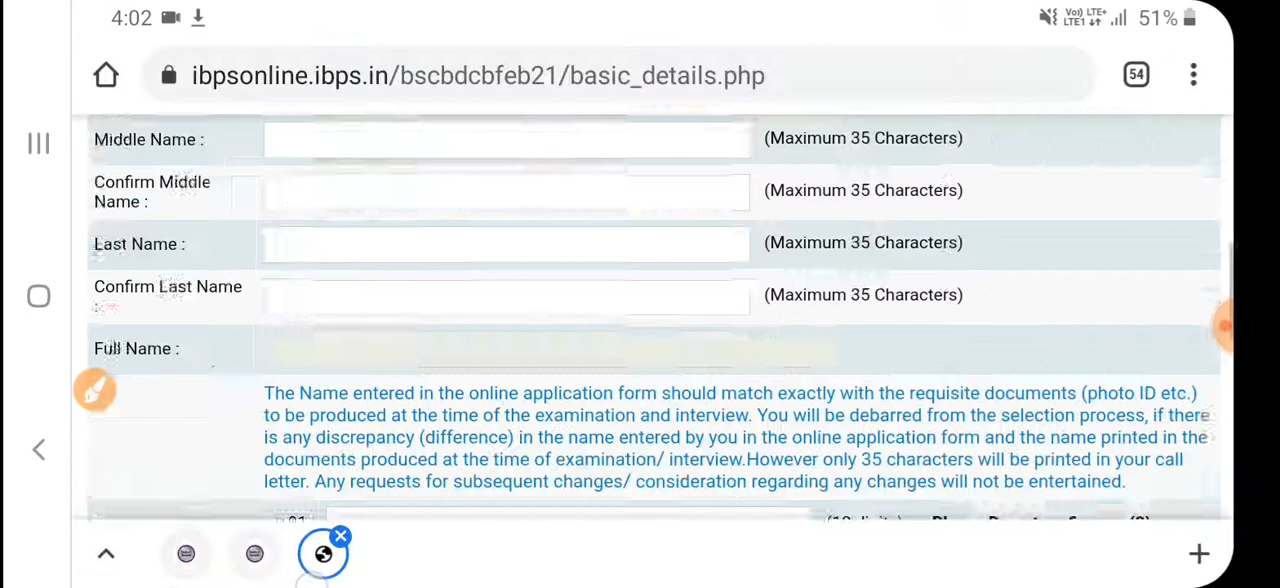 4:02
Vo) LTE+
LTE1 51%
ibpsonline.ibps.in/bscbdcbfeb21/basic_details.php
54
Middle Name : (Maximum 35 Characters)
Confirm Middle
Name : (Maximum 35 Characters)
Last Name : (Maximum 35 Characters)
Confirm Last Name (Maximum 35 Characters)
Full Name :
The Name entered in the online application form should match exactly with the requisite documents (photo ID etc.)
to be produced at the time of the examination and interview. You will be debarred from the selection process, if there
is any discrepancy (difference) in the name entered by you in the online application form and the name printed in the
documents produced at the time of examination/ interview.However only 35 characters will be printed in your call
letter. Any requests for subsequent changes/ consideration regarding any changes will not be entertained.